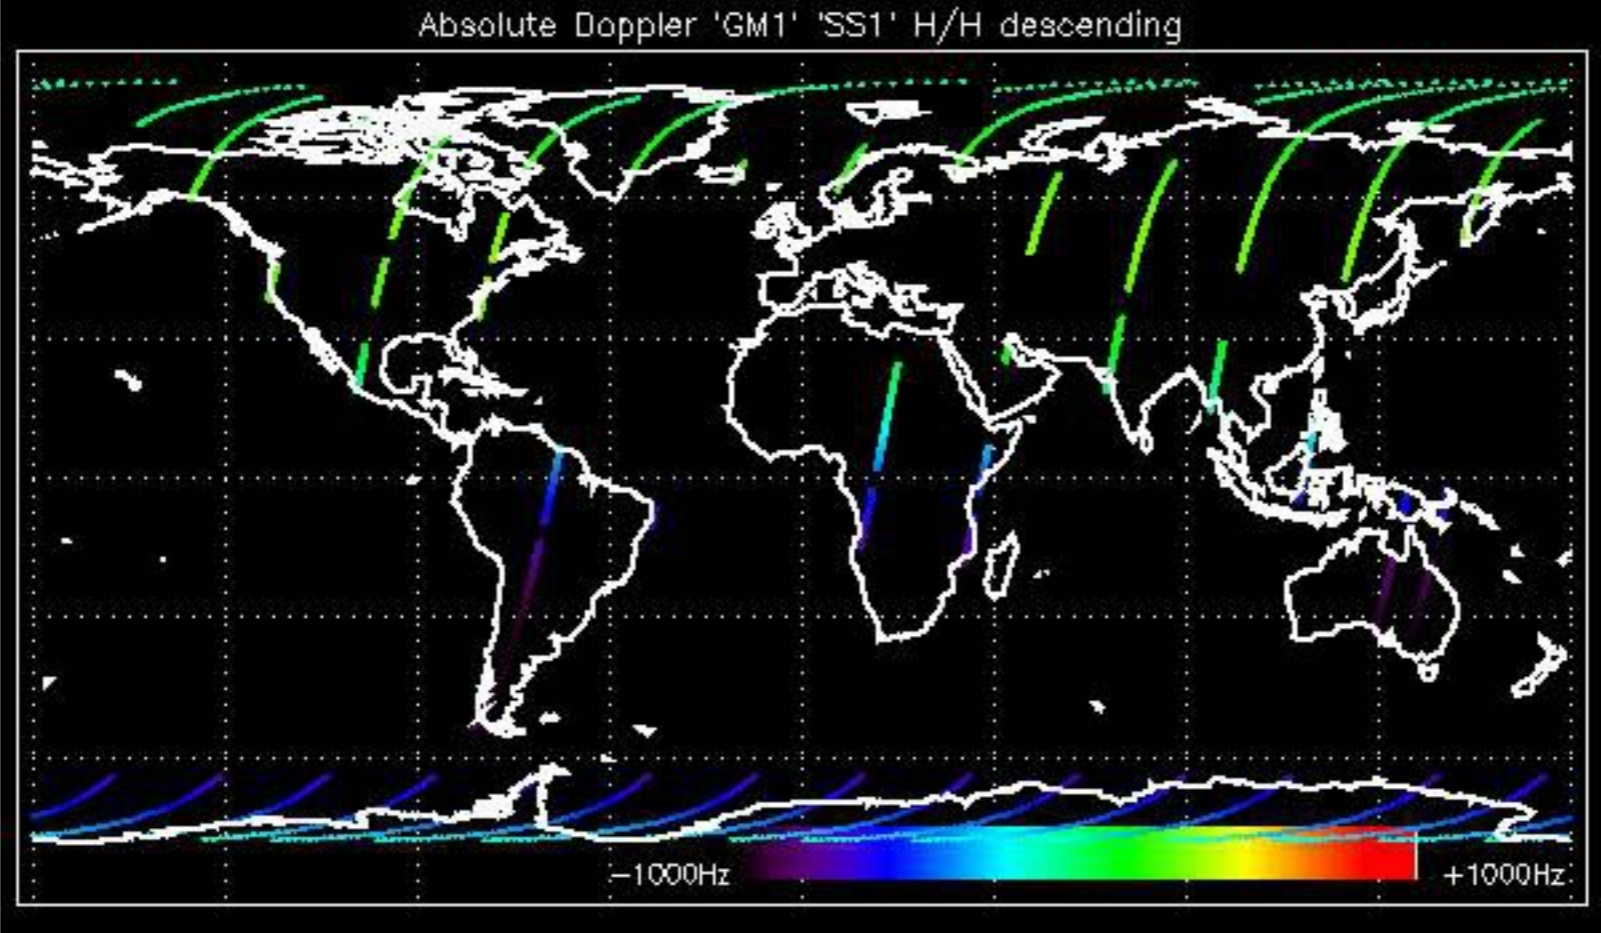 Absolute Doppler 'GM1' 'SS1' H/H descending
−1000Hz +1000Hz